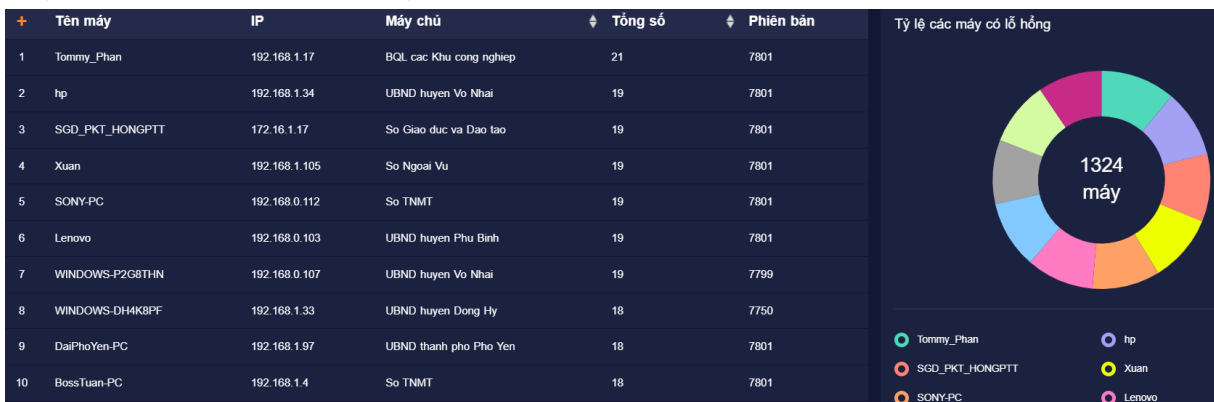 + Tên máy IP Máy chủ Tổng số Phiên bản
1 Tommy_Phan 192.168.1.17 BQL cac Khu cong nghiep 21 7801
2 hp 192.168.1.34 UBND huyen Vo Nhai 19 7801
3 SGD_PKT_HONGPTT 172.16.1.17 So Giao duc va Dao tao 19 7801
4 Xuan 192.168.1.105 So Ngoai Vu 19 7801
5 SONY-PC 192.168.0.112 So TNMT 19 7801
6 Lenovo 192.168.0.103 UBND huyen Phu Binh 19 7801
7 WINDOWS-P2G8THN 192.168.0.107 UBND huyen Vo Nhai 19 7799
8 WINDOWS-DH4K8PF 192.168.1.33 UBND huyen Dong Hy 18 7750
9 DaiPhoYen-PC 192.168.1.97 UBND thanh pho Pho Yen 18 7801
10 BossTuan-PC 192.168.1.4 So TNMT 18 7801
Tỷ lệ các máy có lỗ hổng
1324
máy
Tommy_Phan hp
SGD_PKT_HONGPTT Xuan
SONY-PC Lenovo